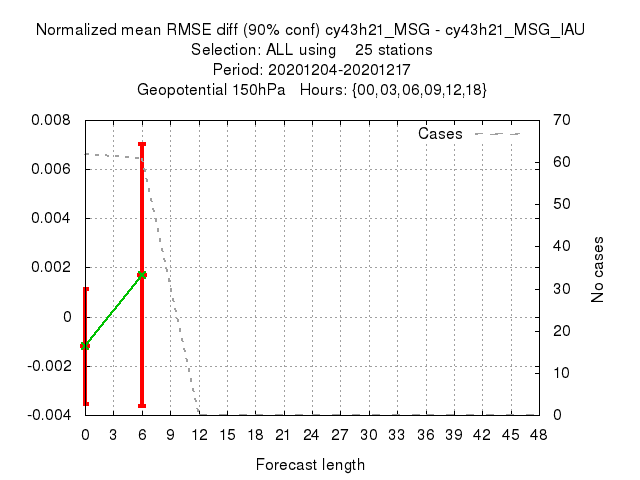 Normalized mean RMSE diff (90% conf) cy43h21_MSG - cy43h21_MSG_IAU
Selection: ALL using    25 stations
Period: 20201204-20201217
Geopotential 150hPa   Hours: {00,03,06,09,12,18}
0.008
0.006
0.004
0.002
0
-0.002
-0.004
Cases
70
60
50
40
30
20
10
0
No cases
0 3 6 9 12 15 18 21 24 27 30 33 36 39 42 45 48
Forecast length